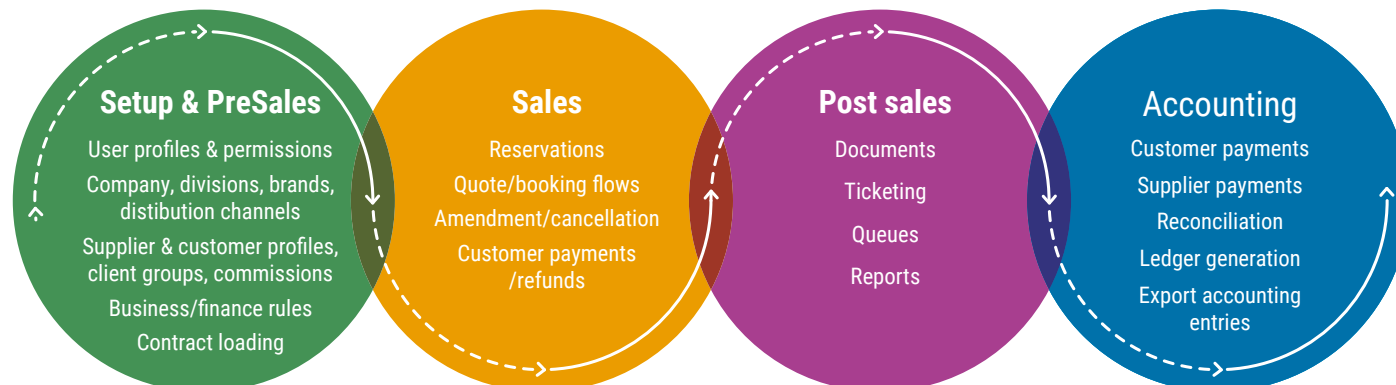 Setup & PreSales
User profiles & permissions
Company, divisions, brands,
distibution channels
Supplier & customer profiles,
client groups, commissions
Business/finance rules
Contract loading
Sales
Reservations
Quote/booking flows
Amendment/cancellation
Customer payments
/refunds
Post sales
Documents
Ticketing
Queues
Reports
Accounting
Customer payments
Supplier payments
Reconciliation
Ledger generation
Export accounting
entries